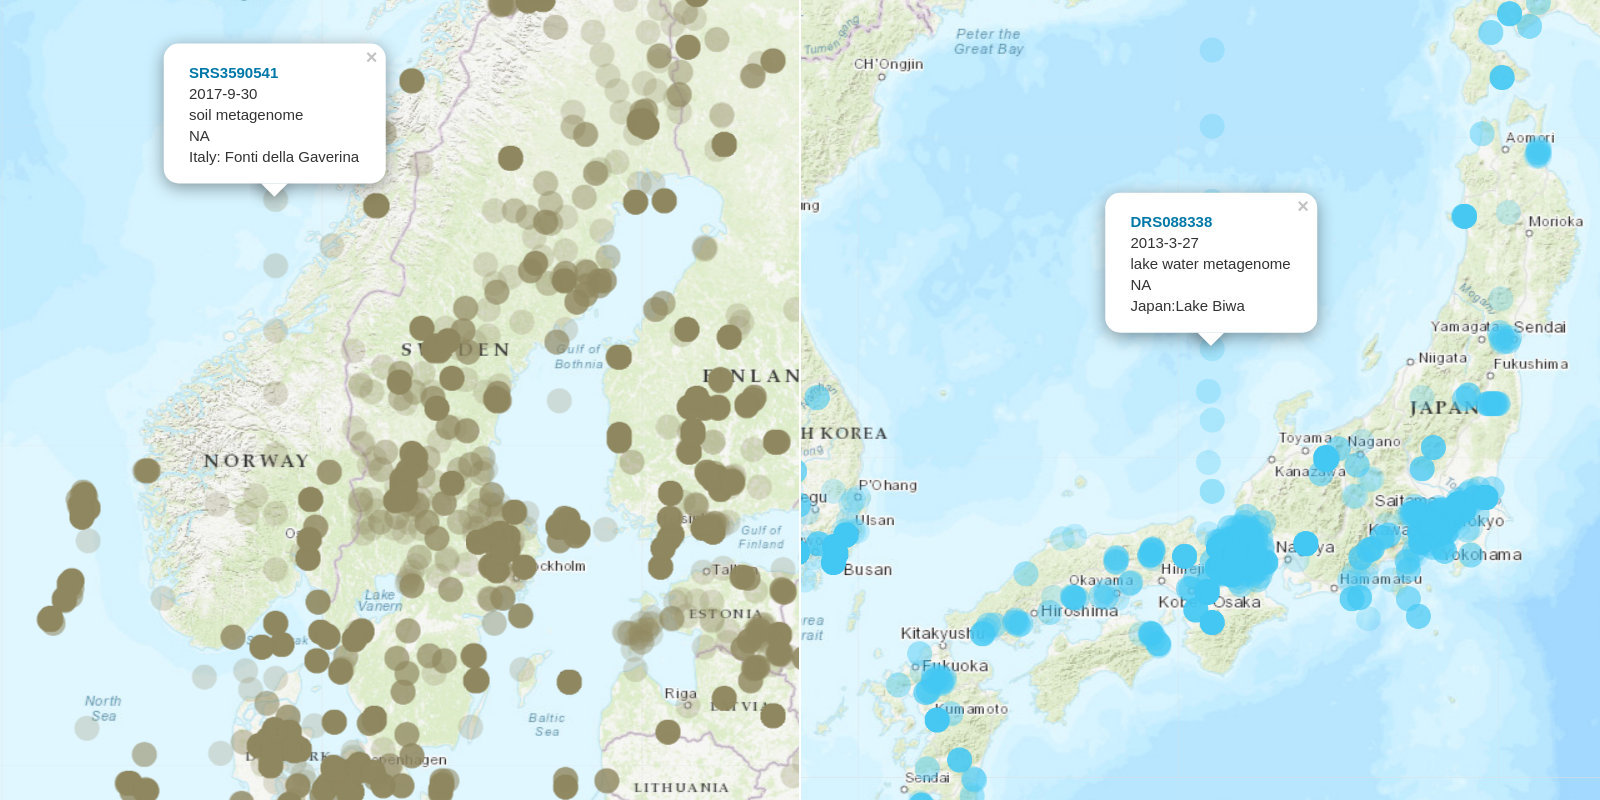 SRS3590541
2017-9-30
soil metagenome
NA
Italy: Fonti della Gaverina
×
NORWAY
Gulf of
Bothnia
Gulf of
Finland
Lake
Vanern
ESTONIA
Riga
North
Sea
Baltic
Sea
LITHUANIA
Peter the
Great Bay
CH'Ongjin
Aomori
Morioka
DRS088338
2013-3-27
lake water metagenome
NA
Japan:Lake Biwa
×
Yamagata
Sendai
Niigata
Fukushima
JAPAN
H KOREA
Toyama
Nagano
Kanazawa
P'Ohang
Ulsan
Busan
Yokohama
Okayama
Hamamatsu
Osaka
Hiroshima
Fukuoka
Kumamoto
Sendai